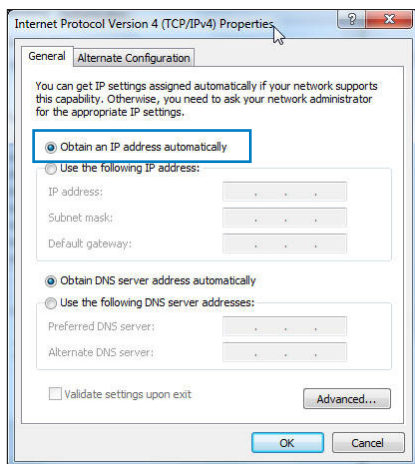 Internet Protocol Version 4 (TCP/IPv4) Properties
General
Alternate Configuration
You can get IP settings assigned automatically if your network supports
this capability. Otherwise, you need to ask your network administrator
for the appropriate IP settings.
Obtain an IP address automatically
Use the following IP address:
IP address:
Subnet mask:
Default gateway:
Obtain DNS server address automatically
Use the following DNS server addresses:
Preferred DNS server:
Alternate DNS server:
Validate settings upon exit
Advanced...
OK
Cancel